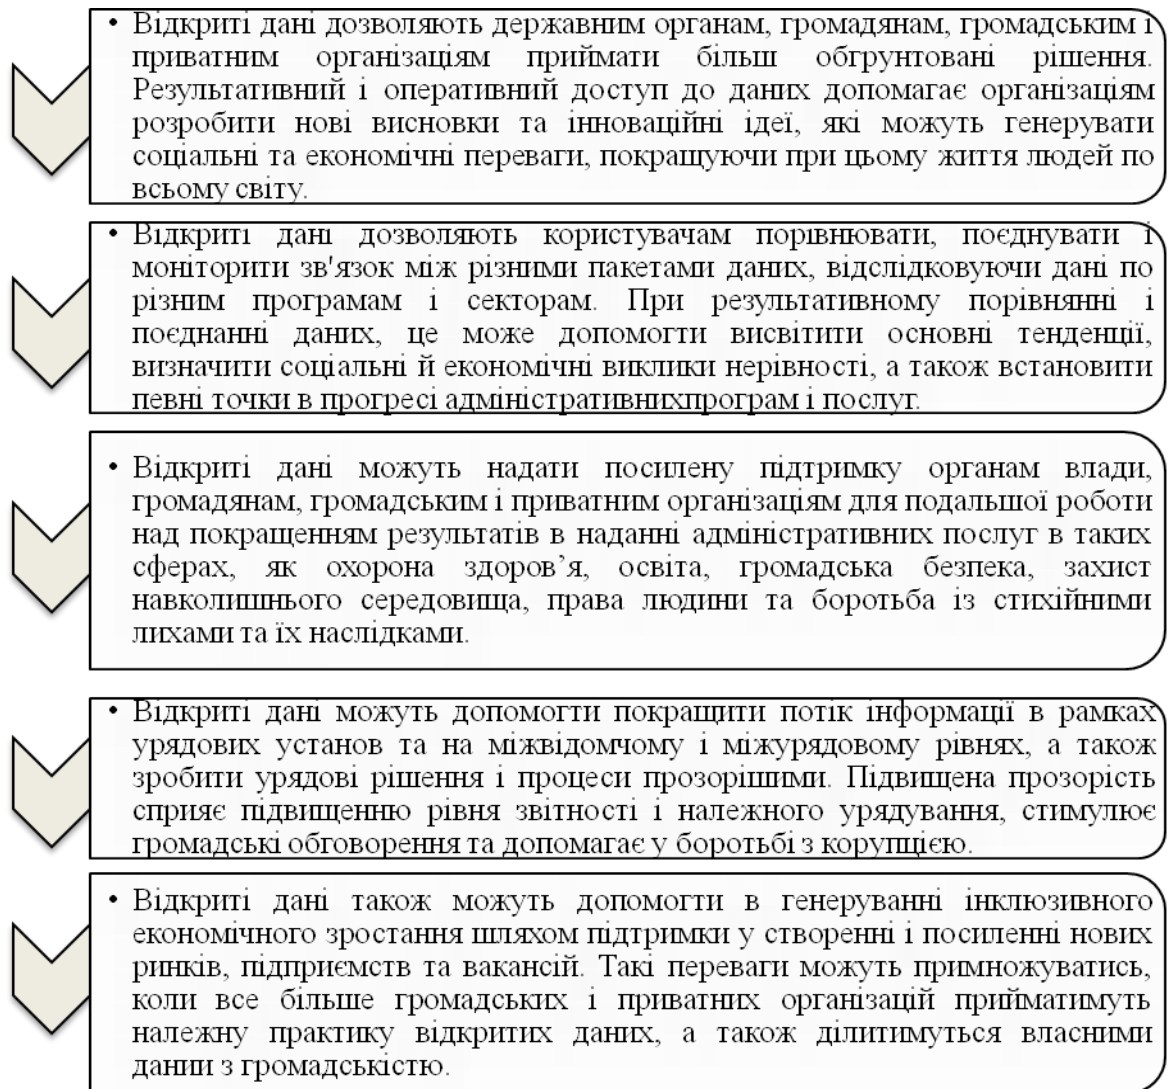 • Відкриті дані дозволяють державним органам, громадянам, громадським і
приватним організаціям приймати більш обгрунтовані рішення.
Результативний і оперативний доступ до даних допомагає організаціям
розробити нові висновки та інноваційні ідеї, які можуть генерувати
соціальні та економічні переваги, покращуючи при цьому життя людей по
всьому світу.
• Відкриті дані дозволяють користувачам порівнювати, поєднувати і
моніторити зв'язок між різними пакетами даних, відслідковуючи дані по
різним програмам і секторам. При результативному порівнянні і
поєднанні даних, це може допомогти висвітити основні тенденції,
визначити соціальні й економічні виклики нерівності, а також встановити
певні точки в прогресі адміністративнихпрограм і послуг.
• Відкриті дані можуть надати посилену підтримку органам влади,
громадянам, громадським і приватним організаціям для подальшої роботи
над покращенням результатів в наданні адміністративних послуг в таких
сферах, як охорона здоров’я, освіта, громадська безпека, захист
навколишнього середовища, права людини та боротьба із стихійними
лихами та їх наслідками.
• Відкриті дані можуть допомогти покращити потік інформації в рамках
урядових установ та на міжвідомчому і міжурядовому рівнях, а також
зробити урядові рішення і процеси прозорішими. Підвищена прозорість
сприяє підвищенню рівня звітності і належного урядування, стимулює
громадські обговорення та допомагає у боротьбі з корупцією.
• Відкриті дані також можуть допомогти в генеруванні інклюзивного
економічного зростання шляхом підтримки у створенні і посиленні нових
ринків, підприємств та вакансій. Такі переваги можуть примножуватись,
коли все більше громадських і приватних організацій прийматимуть
належну практику відкритих даних, а також ділитимуться власними
дании з громадськістю.